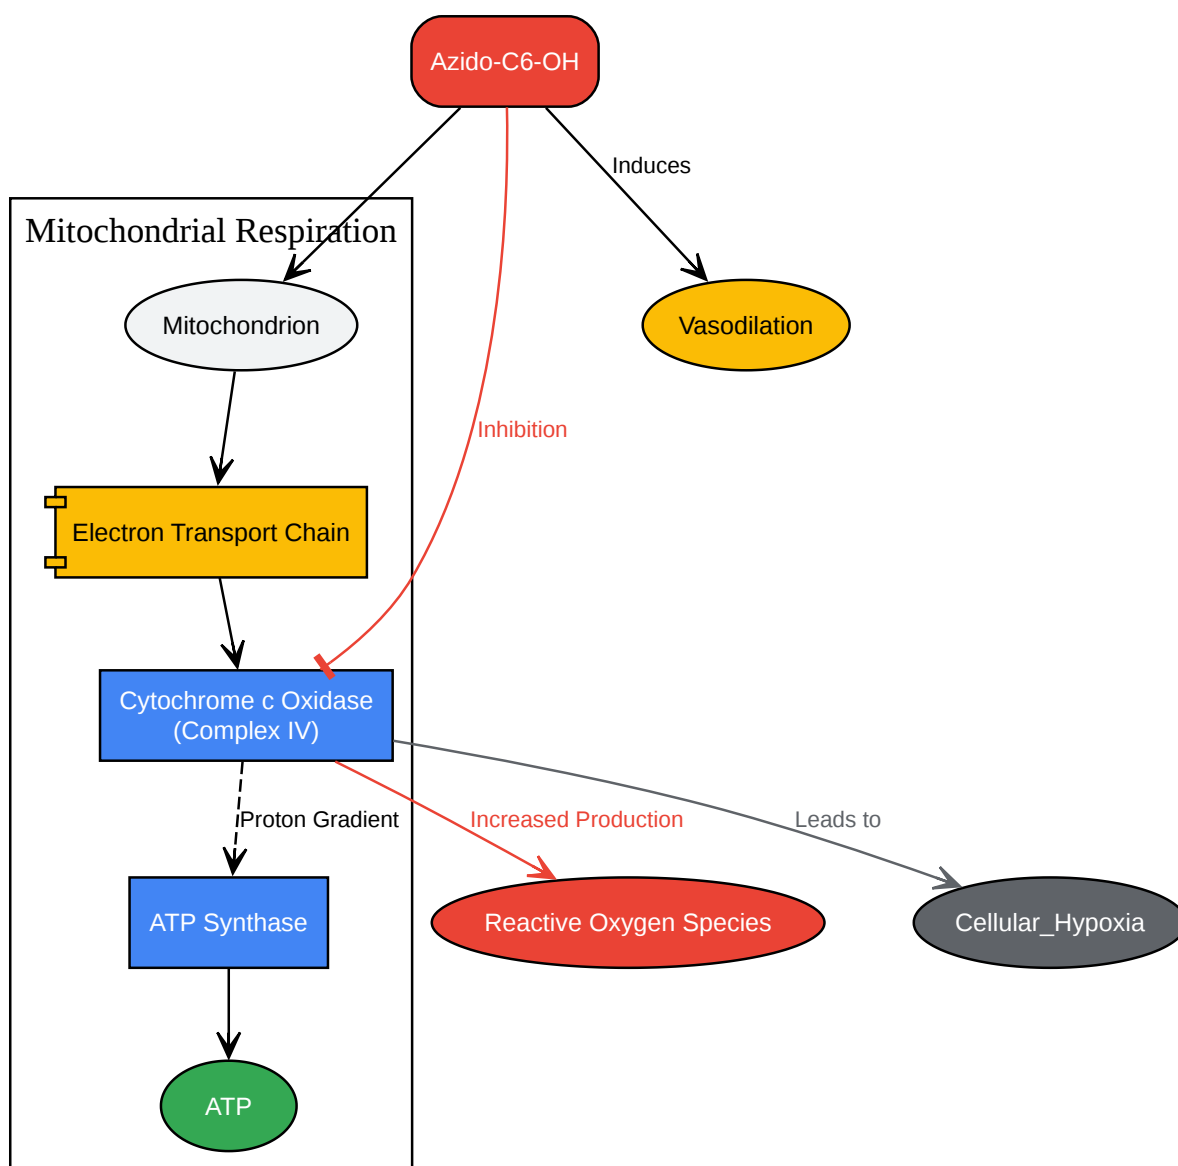 Azido-C6-OH
Induces
Mitochondrial Respiration
Mitochondrion
Vasodilation
Inhibition
Electron Transport Chain
Cytochrome c Oxidase
(Complex IV)
Proton Gradient
Increased Production
Leads to
ATP Synthase
Reactive Oxygen Species
Cellular_Hypoxia
ATP